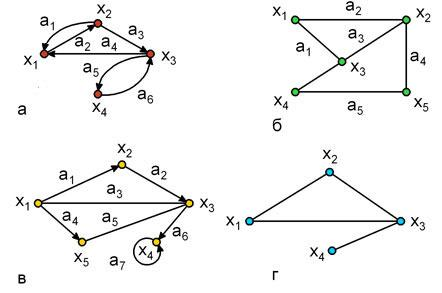 x₂
a₁
a₂ a₄ a₃
x₁ x₃
a₅
x₄ a₆
а
x₁ a₂ x₂
a₁ a₃
a₄
x₃
x₄ a₅ x₅
б
x₂
a₁ a₂
x₁ a₃ x₃
a₄ a₅ a₆
x₅ a₇ x₄
в
x₂
x₁ x₃
x₄
г